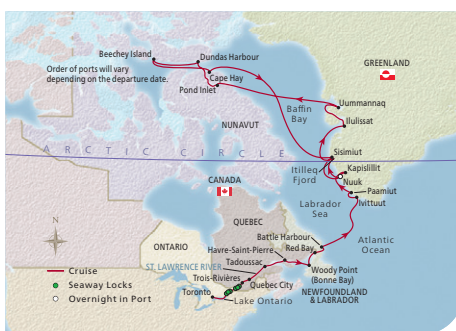 Beechey Island
Dundas Harbour
Order of ports will vary
depending on the departure date.
Cape Hay
Pond Inlet
GREENLAND
Uummannaq
Baffin
Bay
Ilulissat
NUNAVUT
Sisimiut
ARCTIC CIRCLE
Itilleq
Fjord
Kapisillit
CANADA
Nuuk
Paamiut
Labrador
Sea
Ivittuut
QUEBEC
N
Battle Harbour
Atlantic
Ocean
ONTARIO
Havre-Saint-Pierre
Red Bay
Tadoussac
ST. LAWRENCE RIVER
Woody Point
(Bonne Bay)
Cruise
Trois-Rivières
Seaway Locks
Quebec City
NEWFOUNDLAND
& LABRADOR
Toronto
Overnight in Port
Lake Ontario